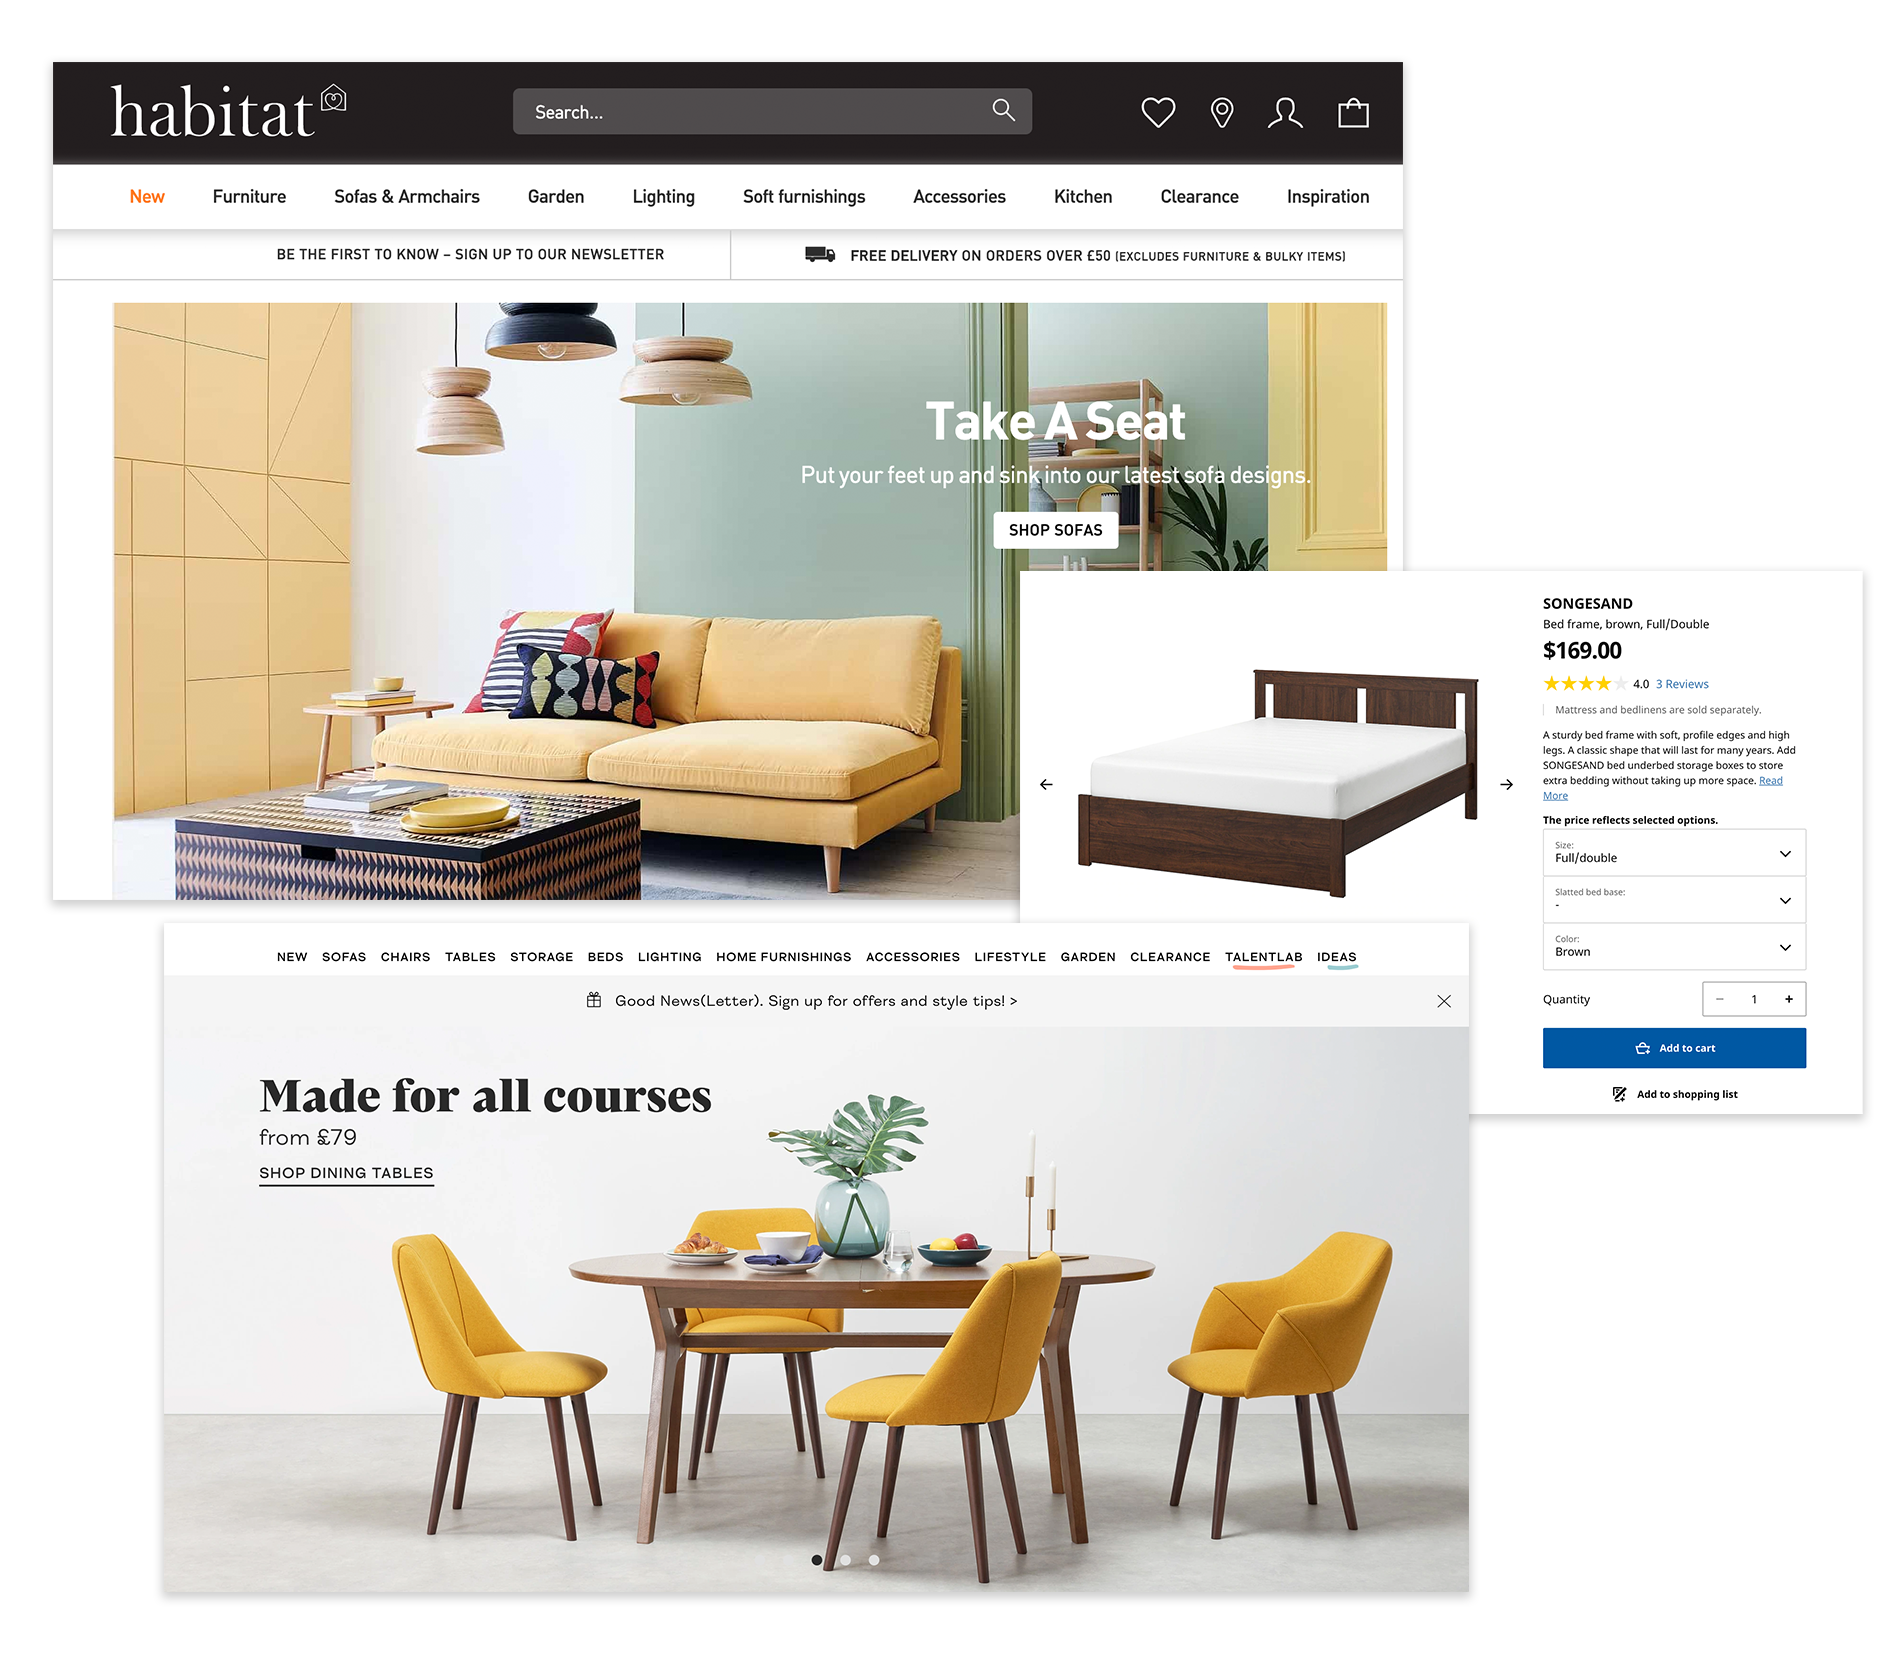 habitat
Search...
New Furniture Sofas & Armchairs Garden Lighting Soft furnishings Accessories Kitchen Clearance Inspiration
BE THE FIRST TO KNOW – SIGN UP TO OUR NEWSLETTER
FREE DELIVERY ON ORDERS OVER £50 (EXCLUDES FURNITURE & BULKY ITEMS)
Take A Seat
Put your feet up and sink into our latest sofa designs.
SHOP SOFAS
SONGESAND
Bed frame, brown, Full/Double
$169.00
4.0 3 Reviews
Mattress and bedlinens are sold separately.
A sturdy bed frame with soft, profile edges and high
legs. A classic shape that will last for many years. Add
SONGESAND bed underbed storage boxes to store
extra bedding without taking up more space. Read
More
The price reflects selected options.
Size:
Full/double
Slatted bed base:
-
Color:
Brown
Quantity − 1 +
Add to cart
Add to shopping list
NEW SOFAS CHAIRS TABLES STORAGE BEDS LIGHTING HOME FURNISHINGS ACCESSORIES LIFESTYLE GARDEN CLEARANCE TALENTLAB IDEAS
Good News(Letter). Sign up for offers and style tips! >
Made for all courses
from £79
SHOP DINING TABLES